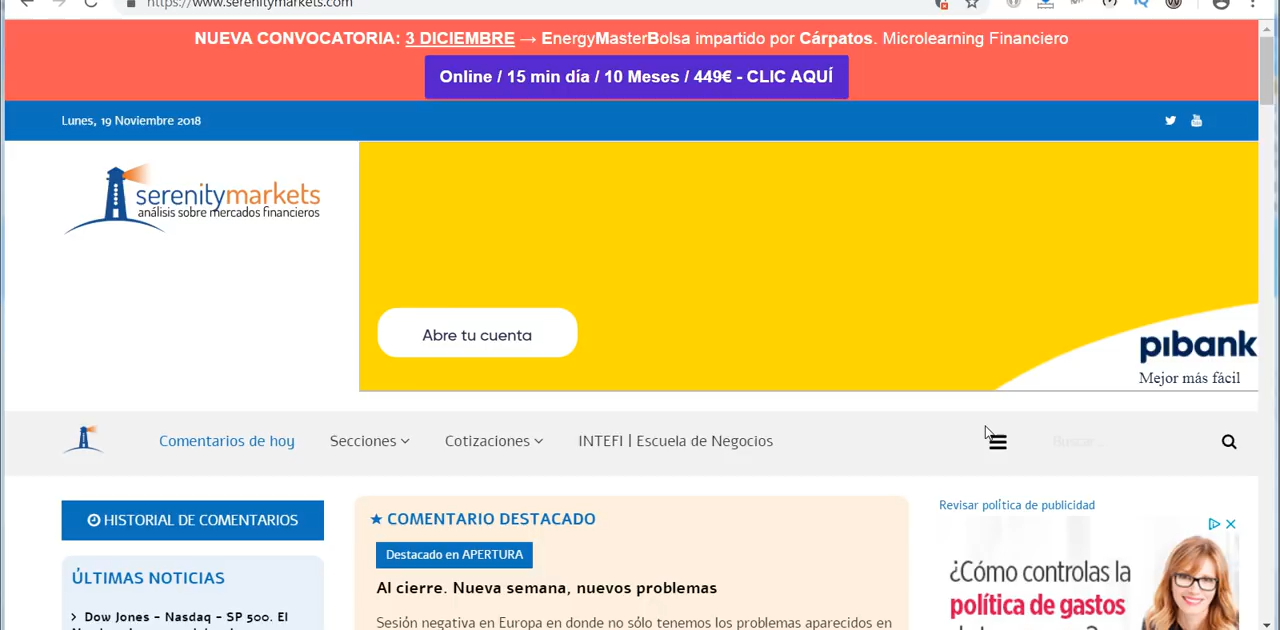 https://www.serenitymarkets.com
NUEVA CONVOCATORIA: 3 DICIEMBRE → EnergyMasterBolsa impartido por Cárpatos. Microlearning Financiero
Online / 15 min día / 10 Meses / 449€ - CLIC AQUÍ
Lunes, 19 Noviembre 2018
serenitymarkets
análisis sobre mercados financieros
Abre tu cuenta
pibank
Mejor más fácil
Comentarios de hoy
Secciones
Cotizaciones
INTEFI | Escuela de Negocios
Buscar...
HISTORIAL DE COMENTARIOS
ÚLTIMAS NOTICIAS
Dow Jones - Nasdaq - SP 500. El
★ COMENTARIO DESTACADO
Destacado en APERTURA
Al cierre. Nueva semana, nuevos problemas
Sesión negativa en Europa en donde no sólo tenemos los problemas aparecidos en
Revisar política de publicidad
¿Cómo controlas la
política de gastos